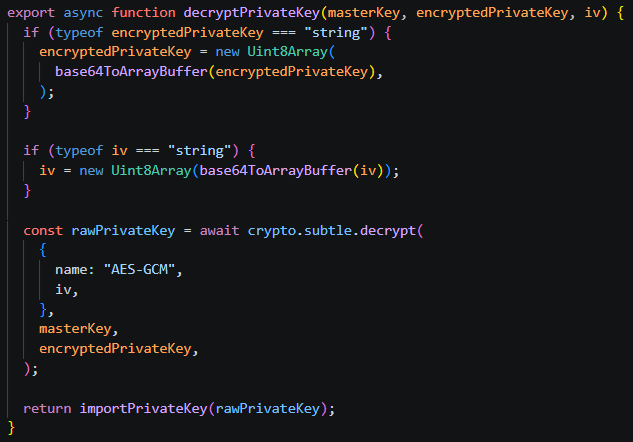 export async function decryptPrivateKey(masterKey, encryptedPrivateKey, iv) {
  if (typeof encryptedPrivateKey === "string") {
    encryptedPrivateKey = new Uint8Array(
      base64ToArrayBuffer(encryptedPrivateKey),
    );
  }

  if (typeof iv === "string") {
    iv = new Uint8Array(base64ToArrayBuffer(iv));
  }

  const rawPrivateKey = await crypto.subtle.decrypt(
    {
      name: "AES-GCM",
      iv,
    },
    masterKey,
    encryptedPrivateKey,
  );

  return importPrivateKey(rawPrivateKey);
}